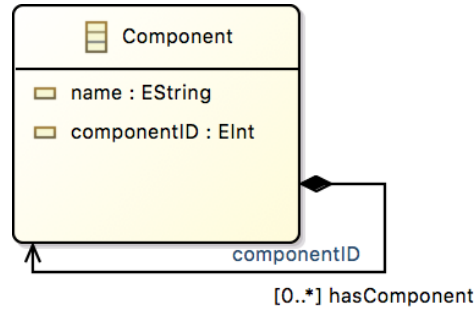 Component
name : EString
componentID : EInt
componentID
[0..*] hasComponent